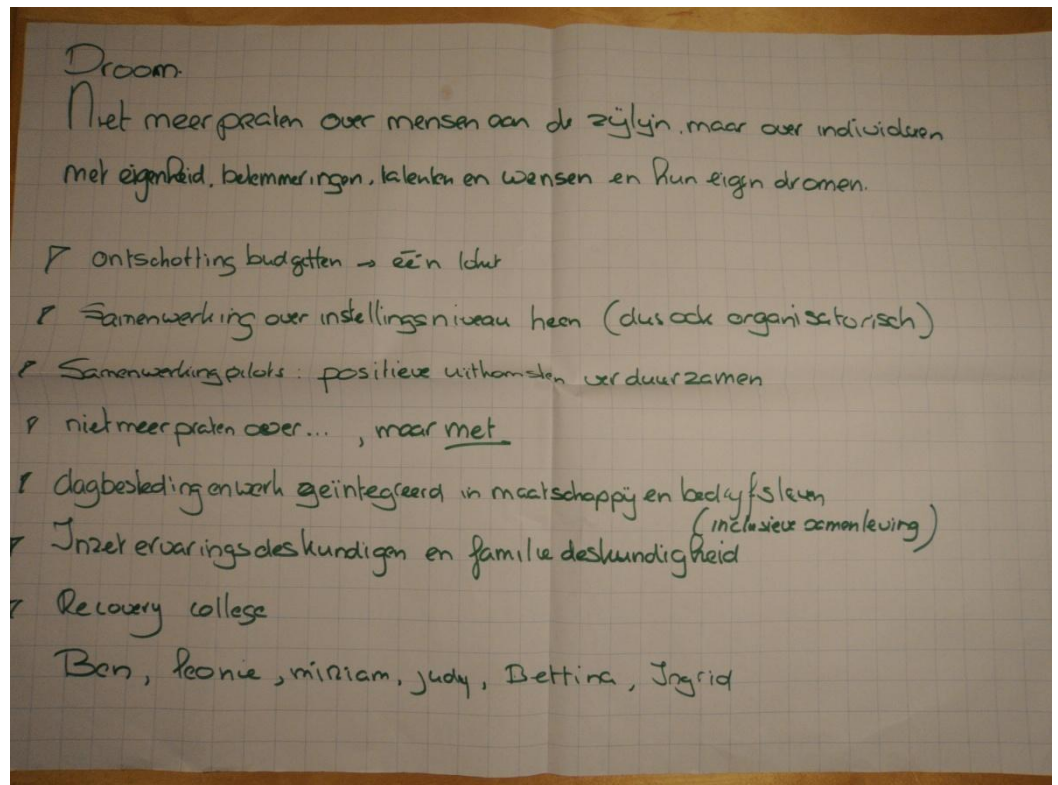 Droom.
Niet meer praten over mensen aan de zijlijn, maar over individuen
met eigenheid, belemmeringen, talenten en wensen en hun eigen dromen.
ontschotting budgetten → één loket
Samenwerking over instellingsniveau heen (dus ook organisatorisch)
Samenwerking pilots: positieve uitkomsten verduurzamen
niet meer praten over..., maar met
dagbesteding en werk geïntegreerd in maatschappij en bedrijfsleven
(inclusieve samenleving)
Inzet ervaringsdeskundigen en familiedeskundigheid
Recovery college
Ben, Leonie, miriam, judy, Bettina, Ingrid